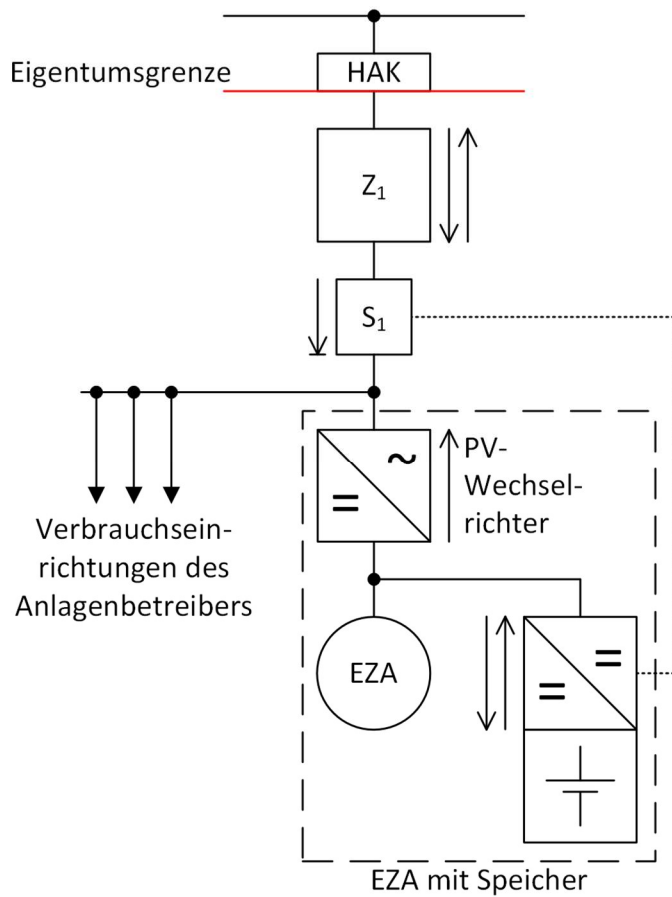 Eigentumsgrenze
HAK
Z1
S1
PV-
Wechsel-
richter
Verbrauchsein-
richtungen des
Anlagenbetreibers
EZA
EZA mit Speicher